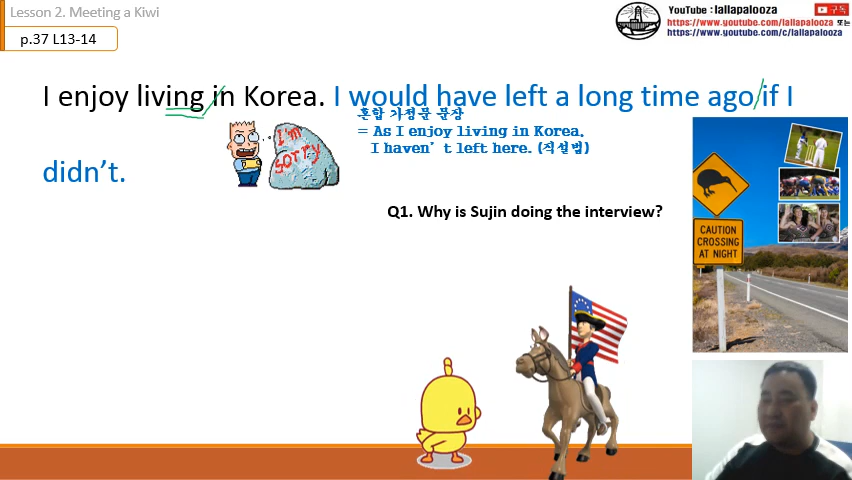 Lesson 2. Meeting a Kiwi
p.37 L13-14
YouTube : lallapalooza
구독
https://www.youtube.com/lallapalooza 또는
https://www.youtube.com/c/lallapalooza
I enjoy living in Korea. I would have left a long time ago if I
didn't.
혼합 가정문 문장
= As I enjoy living in Korea,
I haven't left here. (직설법)
I'm
sorry
Q1. Why is Sujin doing the interview?
CAUTION
CROSSING
AT NIGHT